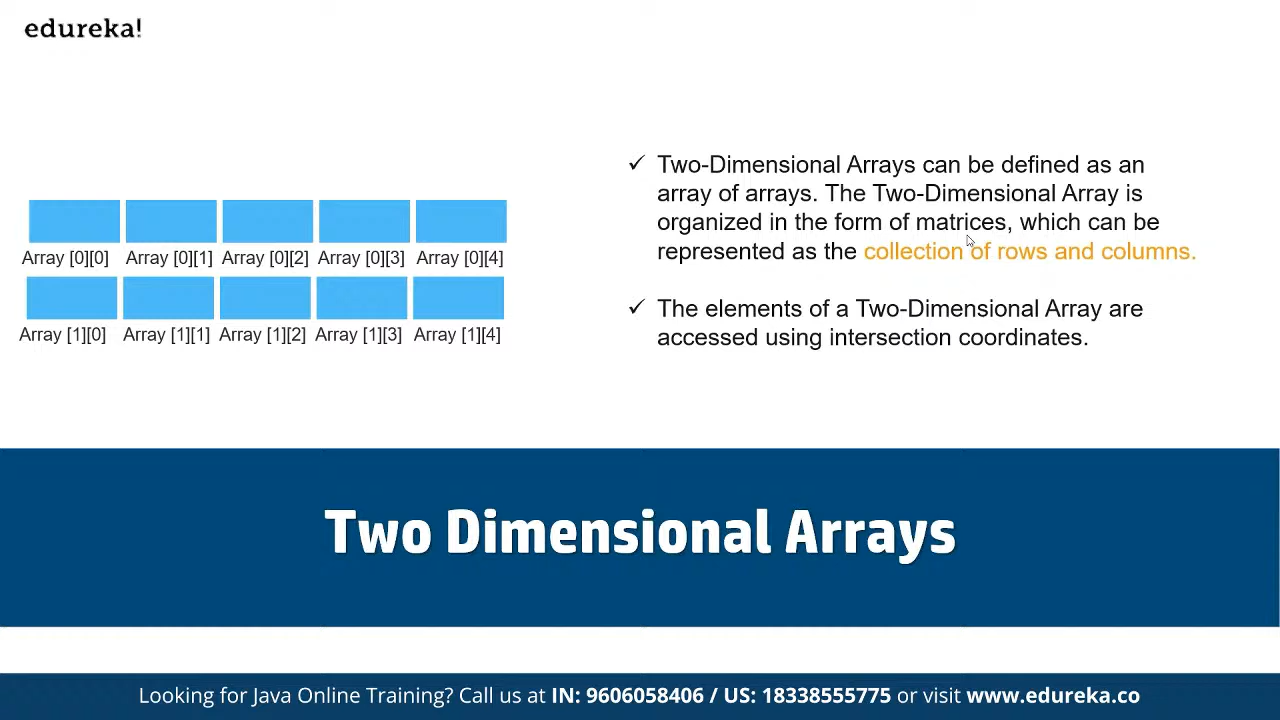 edureka!
Array [0][0] Array [0][1] Array [0][2] Array [0][3] Array [0][4]
Array [1][0] Array [1][1] Array [1][2] Array [1][3] Array [1][4]
✓ Two-Dimensional Arrays can be defined as an
array of arrays. The Two-Dimensional Array is
organized in the form of matrices, which can be
represented as the collection of rows and columns.
✓ The elements of a Two-Dimensional Array are
accessed using intersection coordinates.
Two Dimensional Arrays
Looking for Java Online Training? Call us at IN: 9606058406 / US: 18338555775 or visit www.edureka.co